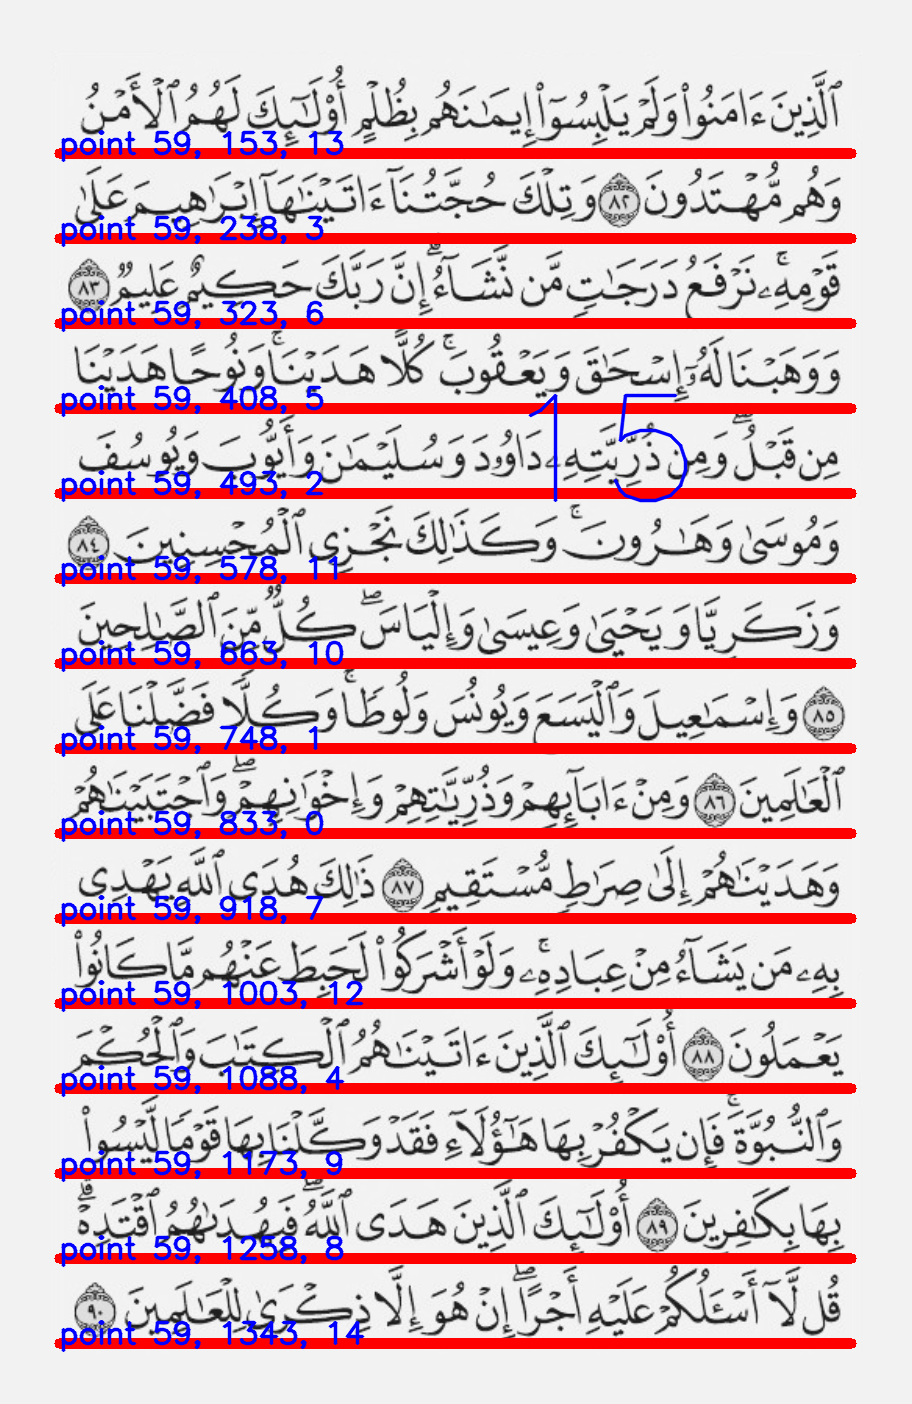 ٱلَّذِينَ ءَامَنُوا۟ وَلَمْ يَلْبِسُوٓا۟ إِيمَـٰنَهُم بِظُلْمٍ أُو۟لَـٰٓئِكَ لَهُمُ ٱلْأَمْنُ
point 59, 153, 13
وَهُم مُّهْتَدُونَ ٨٢ وَتِلْكَ حُجَّتُنَآ ءَاتَيْنَـٰهَآ إِبْرَٰهِيمَ عَلَىٰ
point 59, 238, 3
قَوْمِهِۦ ۚ نَرْفَعُ دَرَجَـٰتٍ مَّن نَّشَآءُ ۗ إِنَّ رَبَّكَ حَكِيمٌ عَلِيمٌ ٨٣
point 59, 323, 6
وَوَهَبْنَا لَهُۥٓ إِسْحَـٰقَ وَيَعْقُوبَ ۚ كُلًّا هَدَيْنَا ۚ وَنُوحًا هَدَيْنَا
point 59, 408, 5
15
مِن قَبْلُ ۖ وَمِن ذُرِّيَّتِهِۦ دَاوُۥدَ وَسُلَيْمَـٰنَ وَأَيُّوبَ وَيُوسُفَ
point 59, 493, 2
وَمُوسَىٰ وَهَـٰرُونَ ۚ وَكَذَٰلِكَ نَجْزِى ٱلْمُحْسِنِينَ ٨٤
point 59, 578, 11
وَزَكَرِيَّا وَيَحْيَىٰ وَعِيسَىٰ وَإِلْيَاسَ ۖ كُلٌّ مِّنَ ٱلصَّـٰلِحِينَ
point 59, 663, 10
٨٥ وَإِسْمَـٰعِيلَ وَٱلْيَسَعَ وَيُونُسَ وَلُوطًا ۚ وَكُلًّا فَضَّلْنَا عَلَى
point 59, 748, 1
ٱلْعَـٰلَمِينَ ٨٦ وَمِنْ ءَابَآئِهِمْ وَذُرِّيَّـٰتِهِمْ وَإِخْوَٰنِهِمْ ۖ وَٱجْتَبَيْنَـٰهُمْ
point 59, 833, 0
وَهَدَيْنَـٰهُمْ إِلَىٰ صِرَٰطٍ مُّسْتَقِيمٍ ٨٧ ذَٰلِكَ هُدَى ٱللَّهِ يَهْدِى
point 59, 918, 7
بِهِۦ مَن يَشَآءُ مِنْ عِبَادِهِۦ ۚ وَلَوْ أَشْرَكُوا۟ لَحَبِطَ عَنْهُم مَّا كَانُوا۟
point 59, 1003, 12
يَعْمَلُونَ ٨٨ أُو۟لَـٰٓئِكَ ٱلَّذِينَ ءَاتَيْنَـٰهُمُ ٱلْكِتَـٰبَ وَٱلْحُكْمَ
point 59, 1088, 4
وَٱلنُّبُوَّةَ ۚ فَإِن يَكْفُرْ بِهَا هَـٰٓؤُلَآءِ فَقَدْ وَكَّلْنَا بِهَا قَوْمًا لَّيْسُوا۟
point 59, 1173, 9
بِهَا بِكَـٰفِرِينَ ٨٩ أُو۟لَـٰٓئِكَ ٱلَّذِينَ هَدَى ٱللَّهُ ۖ فَبِهُدَىٰهُمُ ٱقْتَدِهْ ۗ
point 59, 1258, 8
قُل لَّآ أَسْـَٔلُكُمْ عَلَيْهِ أَجْرًا ۖ إِنْ هُوَ إِلَّا ذِكْرَىٰ لِلْعَـٰلَمِينَ ٩٠
point 59, 1343, 14